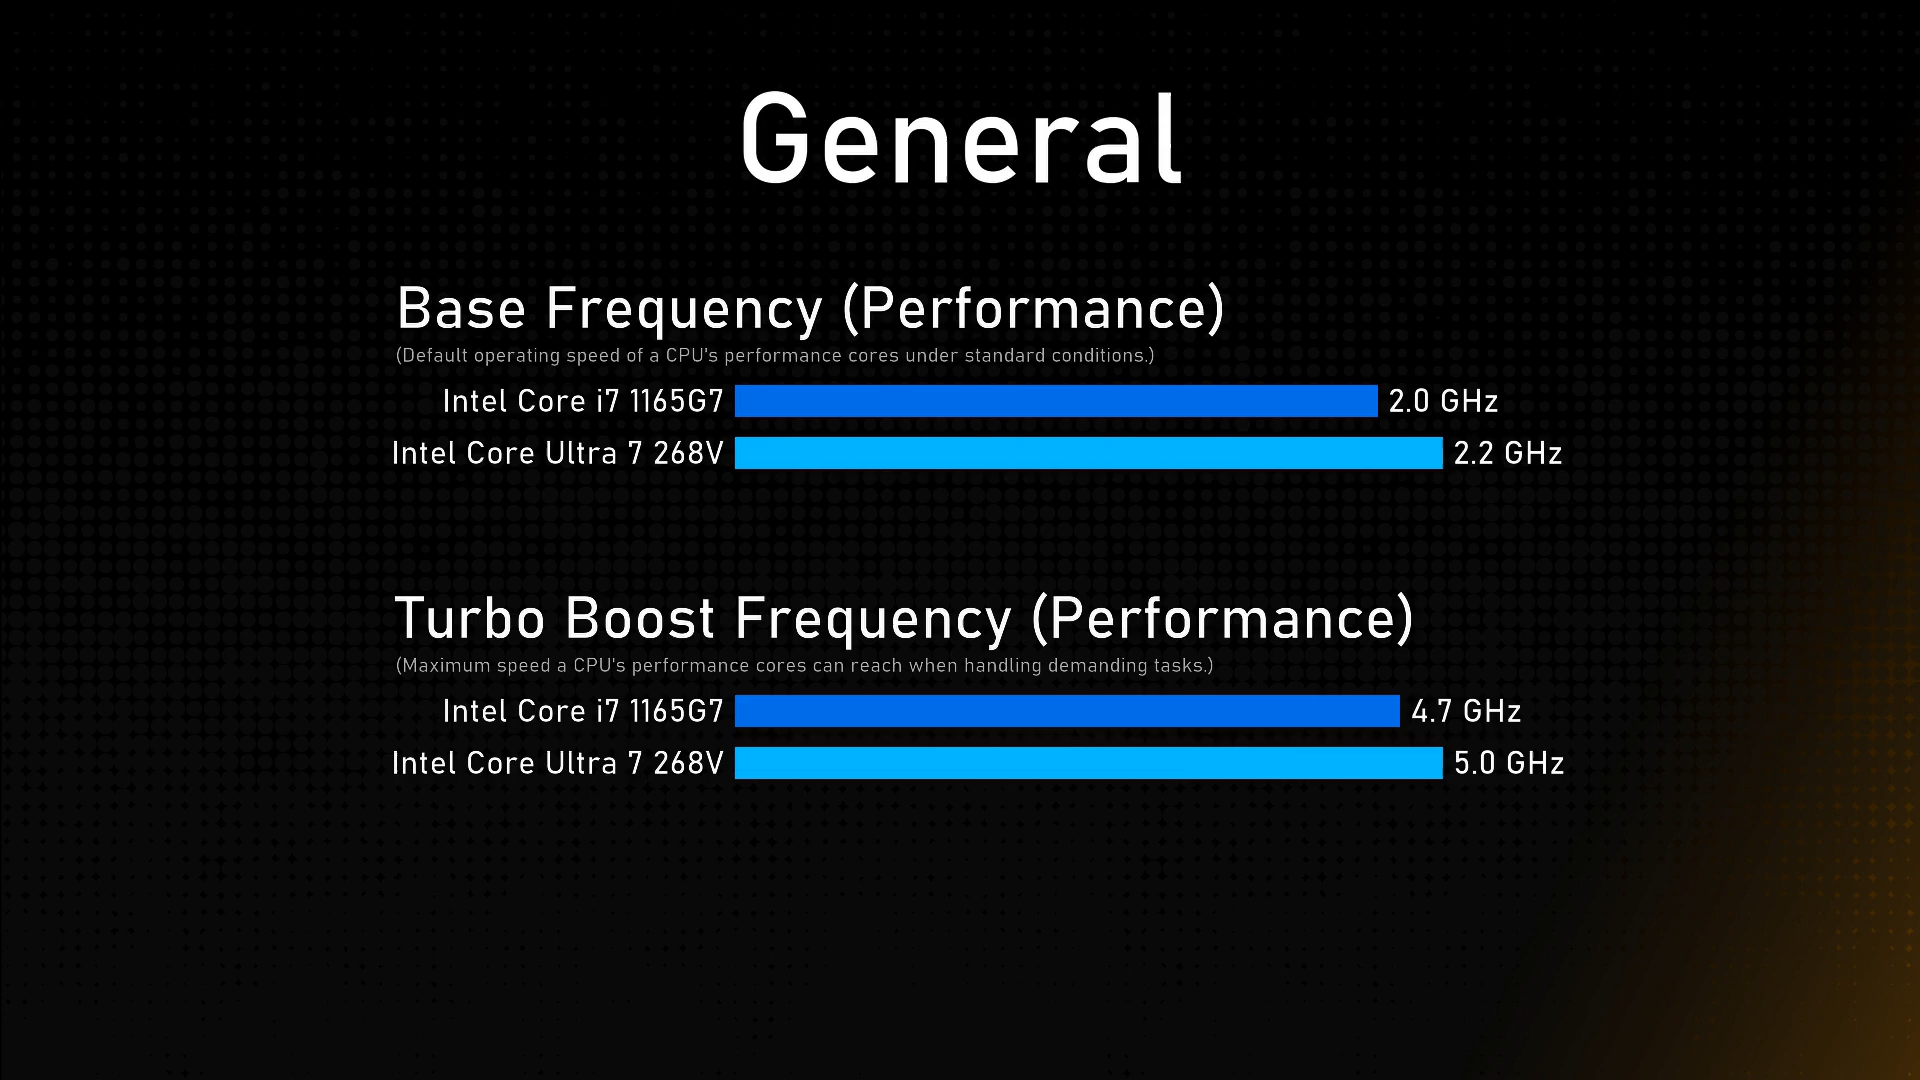 General
Base Frequency (Performance)
(Default operating speed of a CPU's performance cores under standard conditions.)
Intel Core i7 1165G7 2.0 GHz
Intel Core Ultra 7 268V 2.2 GHz
Turbo Boost Frequency (Performance)
(Maximum speed a CPU's performance cores can reach when handling demanding tasks.)
Intel Core i7 1165G7 4.7 GHz
Intel Core Ultra 7 268V 5.0 GHz